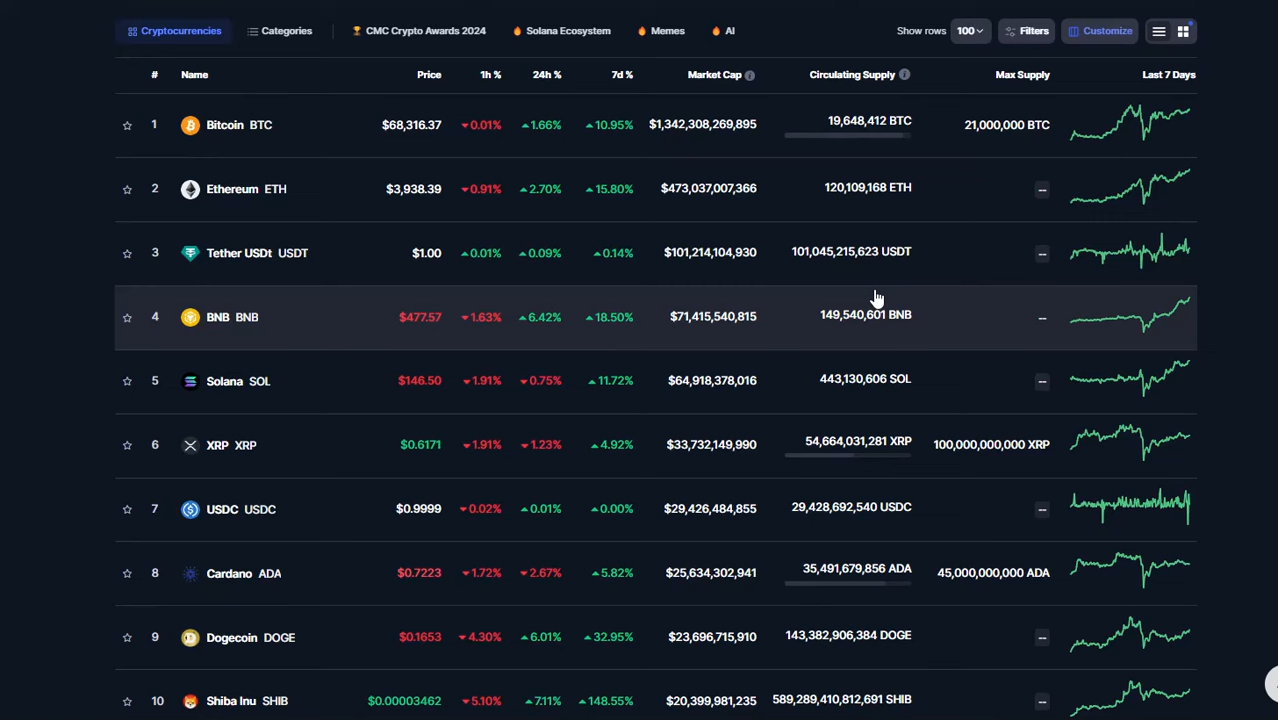 Cryptocurrencies Categories CMC Crypto Awards 2024 Solana Ecosystem Memes AI Show rows 100 Filters Customize
# Name Price 1h % 24h % 7d % Market Cap Circulating Supply Max Supply Last 7 Days
1 Bitcoin BTC $68,316.37 0.01% 1.66% 10.95% $1,342,308,269,895 19,648,412 BTC 21,000,000 BTC
2 Ethereum ETH $3,938.39 0.91% 2.70% 15.80% $473,037,007,366 120,109,168 ETH --
3 Tether USDt USDT $1.00 0.01% 0.09% 0.14% $101,214,104,930 101,045,215,623 USDT --
4 BNB BNB $477.57 1.63% 6.42% 18.50% $71,415,540,815 149,540,601 BNB --
5 Solana SOL $146.50 1.91% 0.75% 11.72% $64,918,378,016 443,130,606 SOL --
6 XRP XRP $0.6171 1.91% 1.23% 4.92% $33,732,149,990 54,664,031,281 XRP 100,000,000,000 XRP
7 USDC USDC $0.9999 0.02% 0.01% 0.00% $29,426,484,855 29,428,692,540 USDC --
8 Cardano ADA $0.7223 1.72% 2.67% 5.82% $25,634,302,941 35,491,679,856 ADA 45,000,000,000 ADA
9 Dogecoin DOGE $0.1653 4.30% 6.01% 32.95% $23,696,715,910 143,382,906,384 DOGE --
10 Shiba Inu SHIB $0.00003462 5.10% 7.11% 148.55% $20,399,981,235 589,289,410,812,691 SHIB --